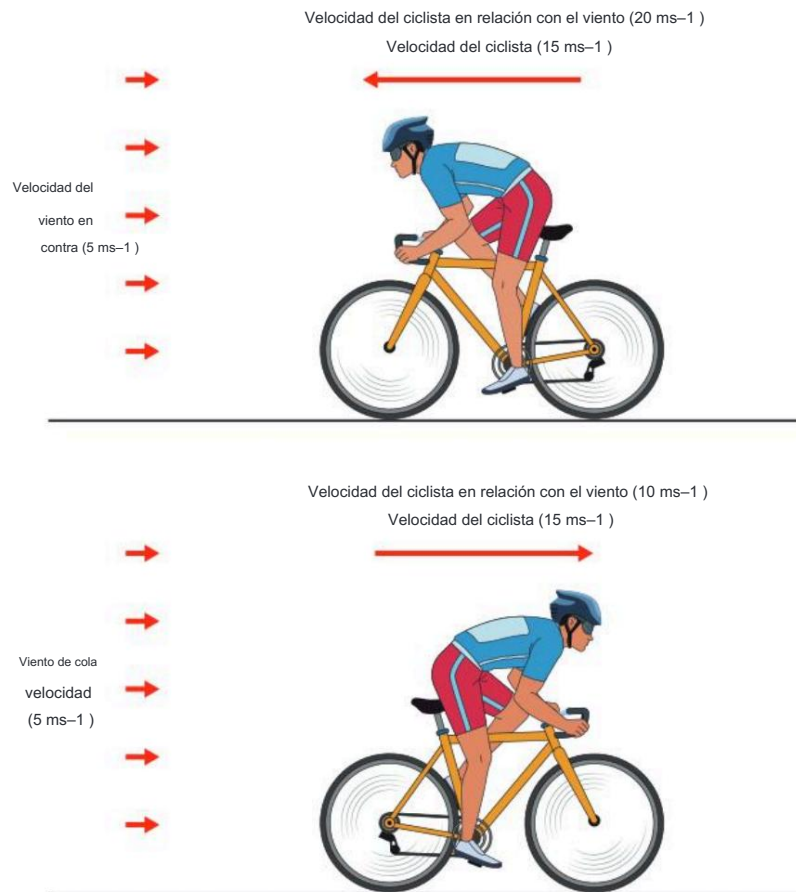 Velocidad del ciclista en relación con el viento (20 ms–1 )
Velocidad del ciclista (15 ms–1 )
Velocidad del
viento en
contra (5 ms–1 )
Velocidad del ciclista en relación con el viento (10 ms–1 )
Velocidad del ciclista (15 ms–1 )
Viento de cola
velocidad
(5 ms–1 )